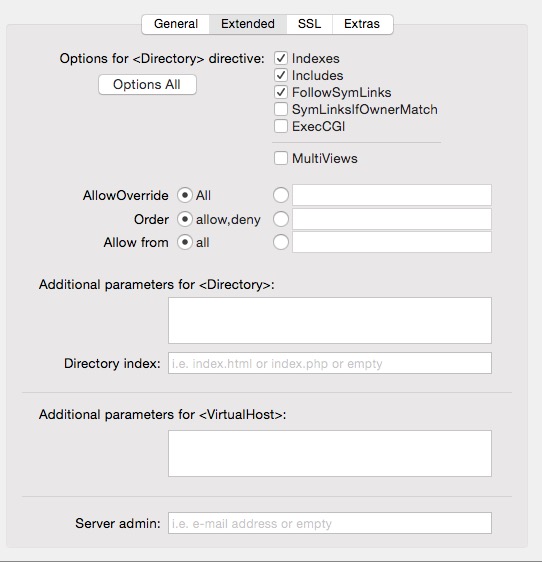 General Extended SSL Extras
Options for <Directory> directive:
Options All
Indexes
Includes
FollowSymLinks
SymLinksIfOwnerMatch
ExecCGI
MultiViews
AllowOverride All
Order allow,deny
Allow from all
Additional parameters for <Directory>:
Directory index: i.e. index.html or index.php or empty
Additional parameters for <VirtualHost>:
Server admin: i.e. e-mail address or empty